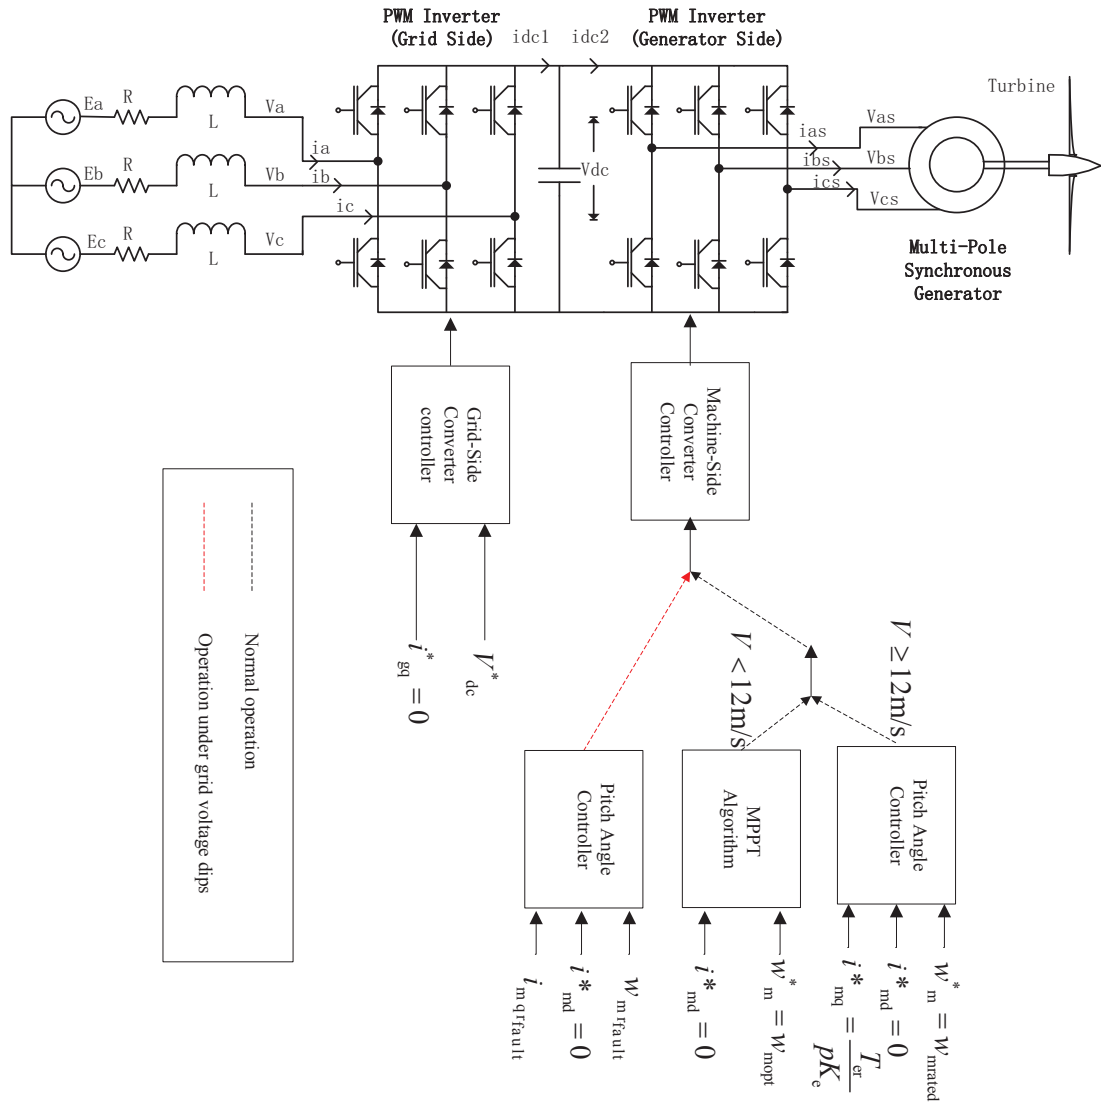 PWM Inverter
(Grid Side)
idc1
idc2
PWM Inverter
(Generator Side)
Turbine
Ea
R
L
Va
ia
Eb
R
L
Vb
ib
Ec
R
L
Vc
ic
Vdc
ias
Vas
ibs
Vbs
ics
Vcs
Multi-Pole
Synchronous
Generator
Grid-Side
Converter
controller
Machine-Side
Converter
Controller
V*dc
i*gq = 0
V < 12m/s
V ≥ 12m/s
Normal operation
Operation under grid voltage dips
Pitch Angle
Controller
MPPT
Algorithm
Pitch Angle
Controller
wmrfault
i*md = 0
imqrfault
w*m = wmopt
i*md = 0
w*m = wmrated
i*md = 0
i*mq = Ter / pKe